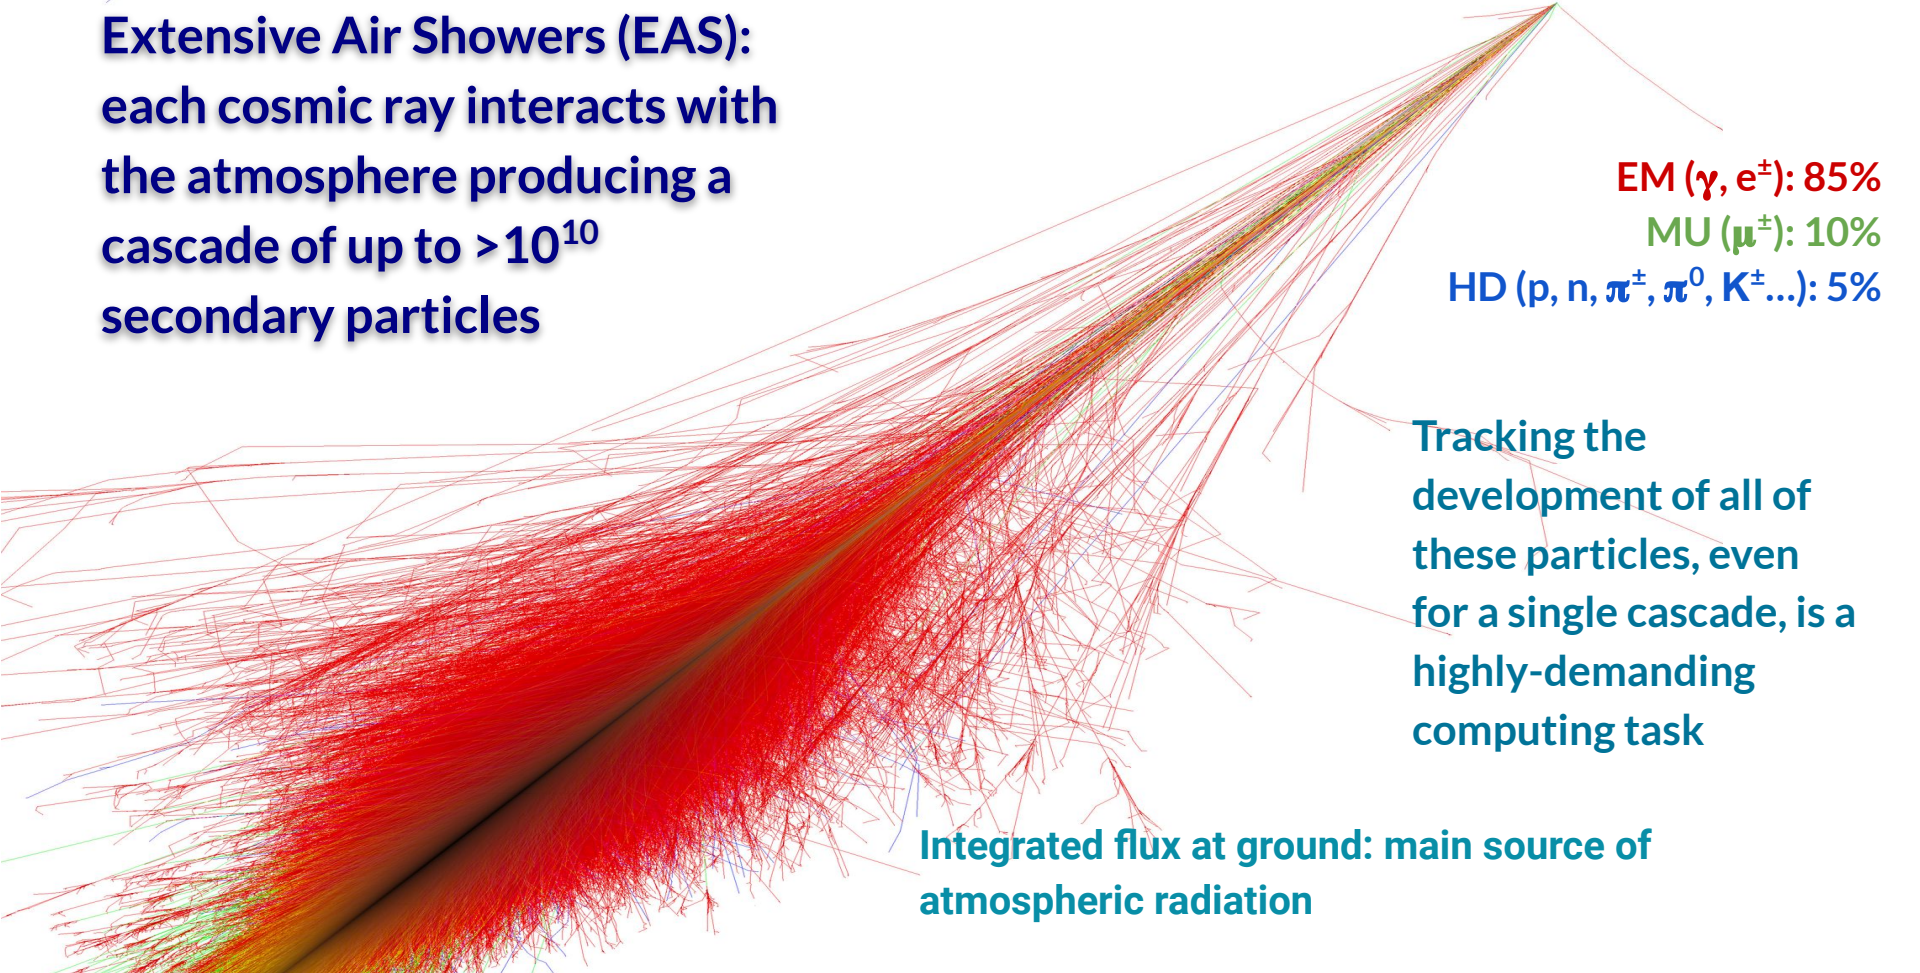 Extensive Air Showers (EAS):
each cosmic ray interacts with
the atmosphere producing a
cascade of up to >10¹⁰
secondary particles
EM (γ, e±): 85%
MU (μ±): 10%
HD (p, n, π±, π⁰, K±...): 5%
Tracking the
development of all of
these particles, even
for a single cascade, is a
highly-demanding
computing task
Integrated flux at ground: main source of
atmospheric radiation